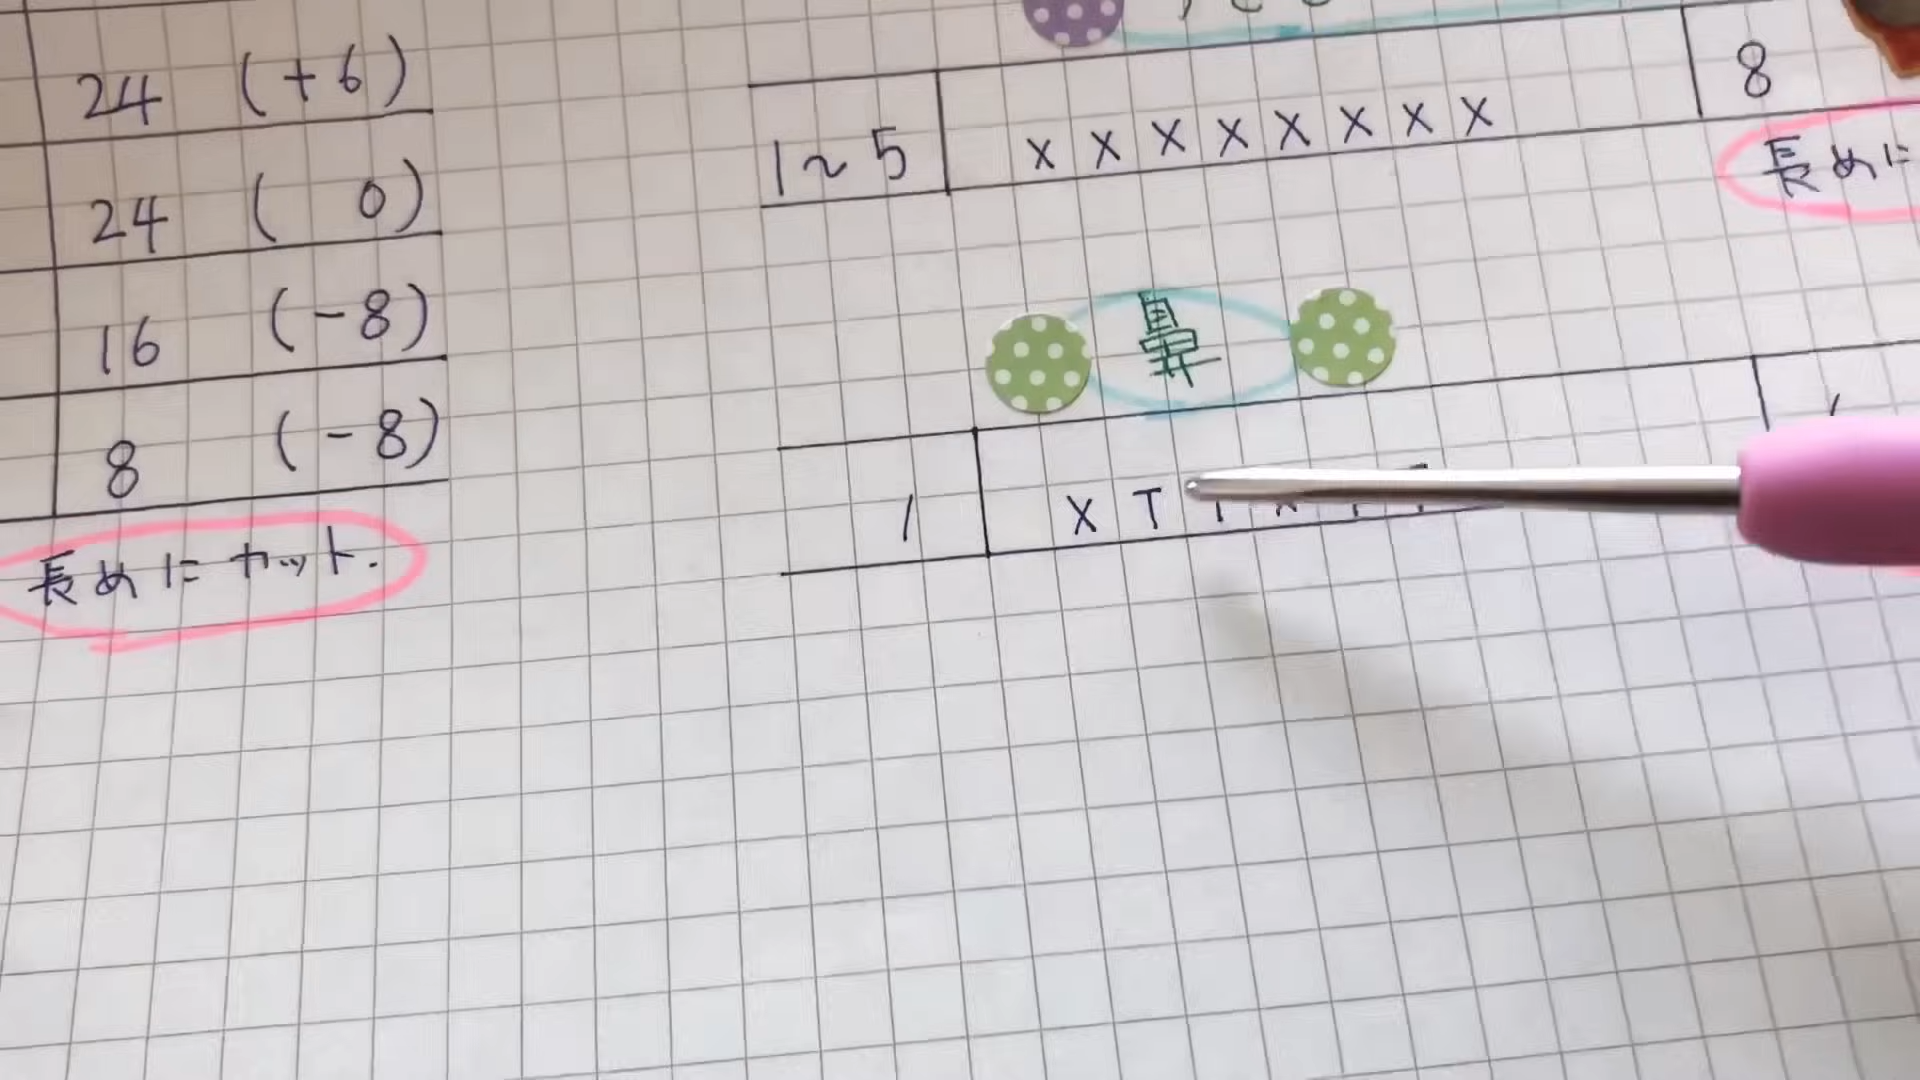 24 (+6)
24 ( 0)
16 (-8)
8 (-8)
長めにカット.
1~5 X X X X X X X X 8
長めに
鼻
1 X T T X T T